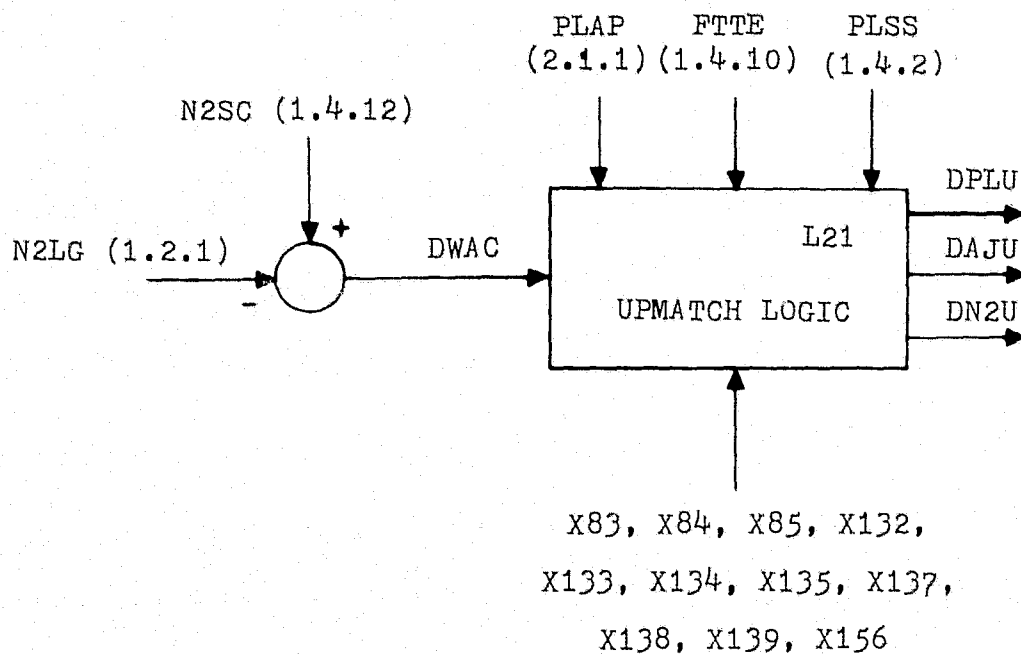 PLAP FTTE PLSS
(2.1.1) (1.4.10) (1.4.2)
N2SC (1.4.12)
DPLU
+
L21
N2LG (1.2.1)
DWAC
DAJU
-
UPMATCH LOGIC
DN2U
X83, X84, X85, X132,
X133, X134, X135, X137,
X138, X139, X156